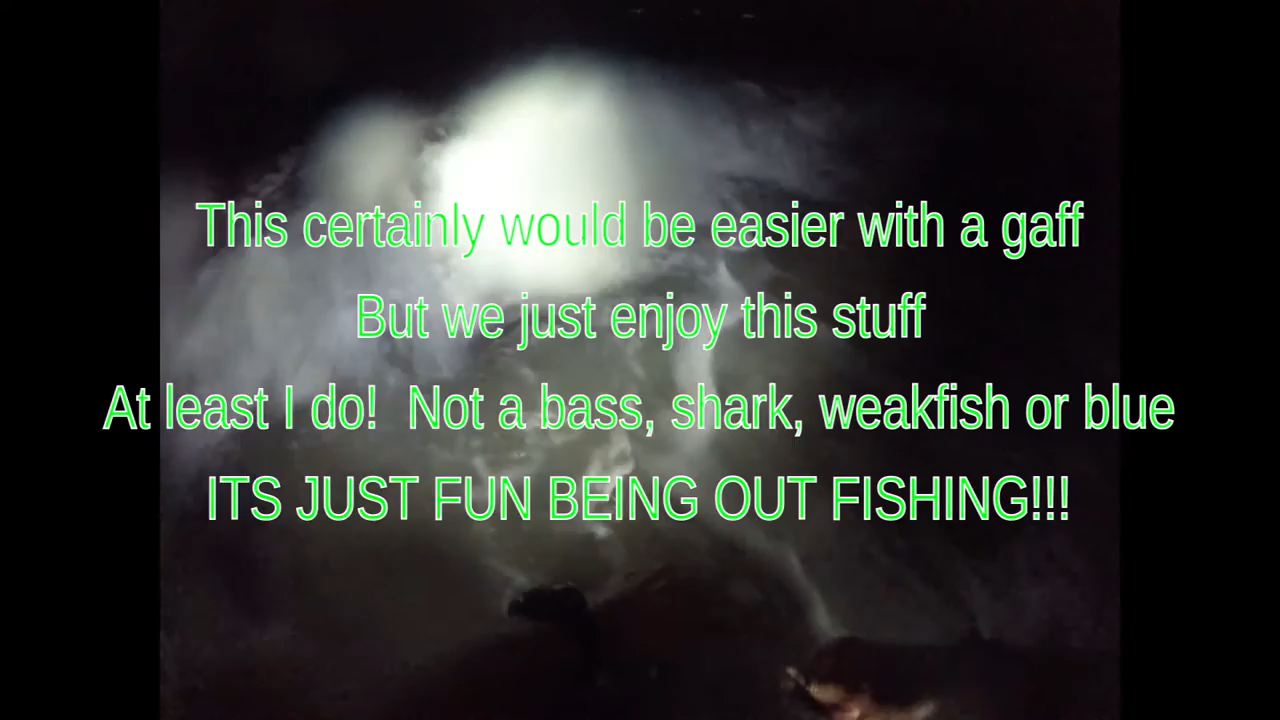 This certainly would be easier with a gaff
But we just enjoy this stuff
At least I do!  Not a bass, shark, weakfish or blue
ITS JUST FUN BEING OUT FISHING!!!